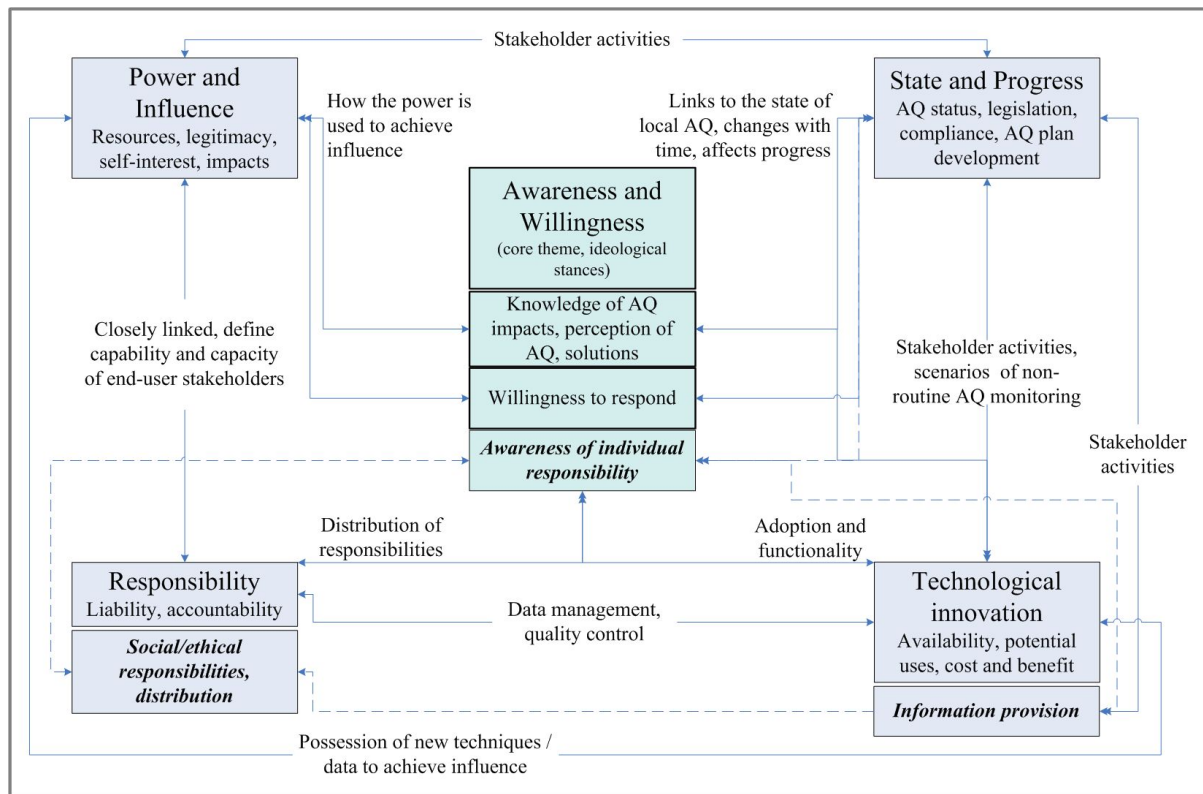 Stakeholder activities
Power and
Influence
Resources, legitimacy,
self-interest, impacts
How the power is
used to achieve
influence
Links to the state of
local AQ, changes with
time, affects progress
State and Progress
AQ status, legislation,
compliance, AQ plan
development
Awareness and
Willingness
(core theme, ideological
stances)
Knowledge of AQ
impacts, perception of
AQ, solutions
Willingness to respond
Awareness of individual
responsibility
Closely linked, define
capability and capacity
of end-user stakeholders
Stakeholder activities,
scenarios of non-
routine AQ monitoring
Stakeholder
activities
Distribution of
responsibilities
Adoption and
functionality
Responsibility
Liability, accountability
Social/ethical
responsibilities,
distribution
Data management,
quality control
Technological
innovation
Availability, potential
uses, cost and benefit
Information provision
Possession of new techniques /
data to achieve influence